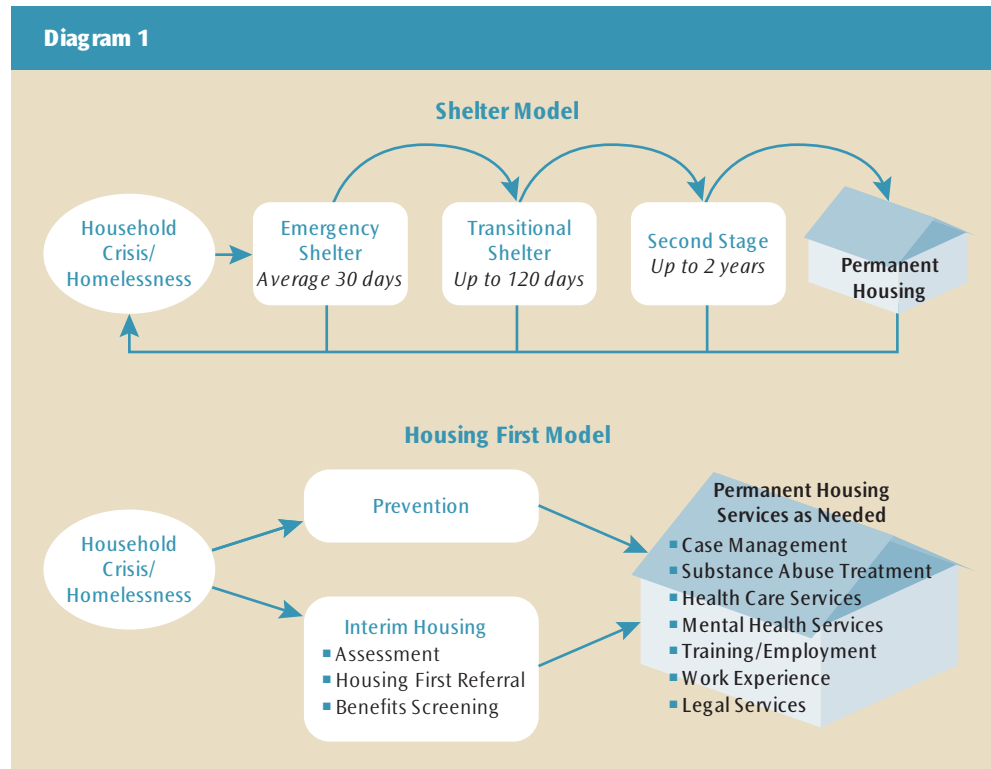 Diagram 1
Shelter Model
Household
Crisis/
Homelessness
Emergency
Shelter
Average 30 days
Transitional
Shelter
Up to 120 days
Second Stage
Up to 2 years
Permanent
Housing
Housing First Model
Household
Crisis/
Homelessness
Prevention
Interim Housing
▪ Assessment
▪ Housing First Referral
▪ Benefits Screening
Permanent Housing
Services as Needed
▪ Case Management
▪ Substance Abuse Treatment
▪ Health Care Services
▪ Mental Health Services
▪ Training/Employment
▪ Work Experience
▪ Legal Services